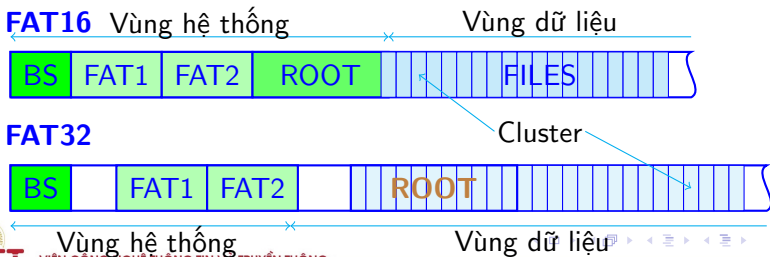 FAT16 Vùng hệ thống Vùng dữ liệu
BS FAT1 FAT2 ROOT FILES
Cluster
FAT32
BS FAT1 FAT2 ROOT
Vùng hệ thống Vùng dữ liệu